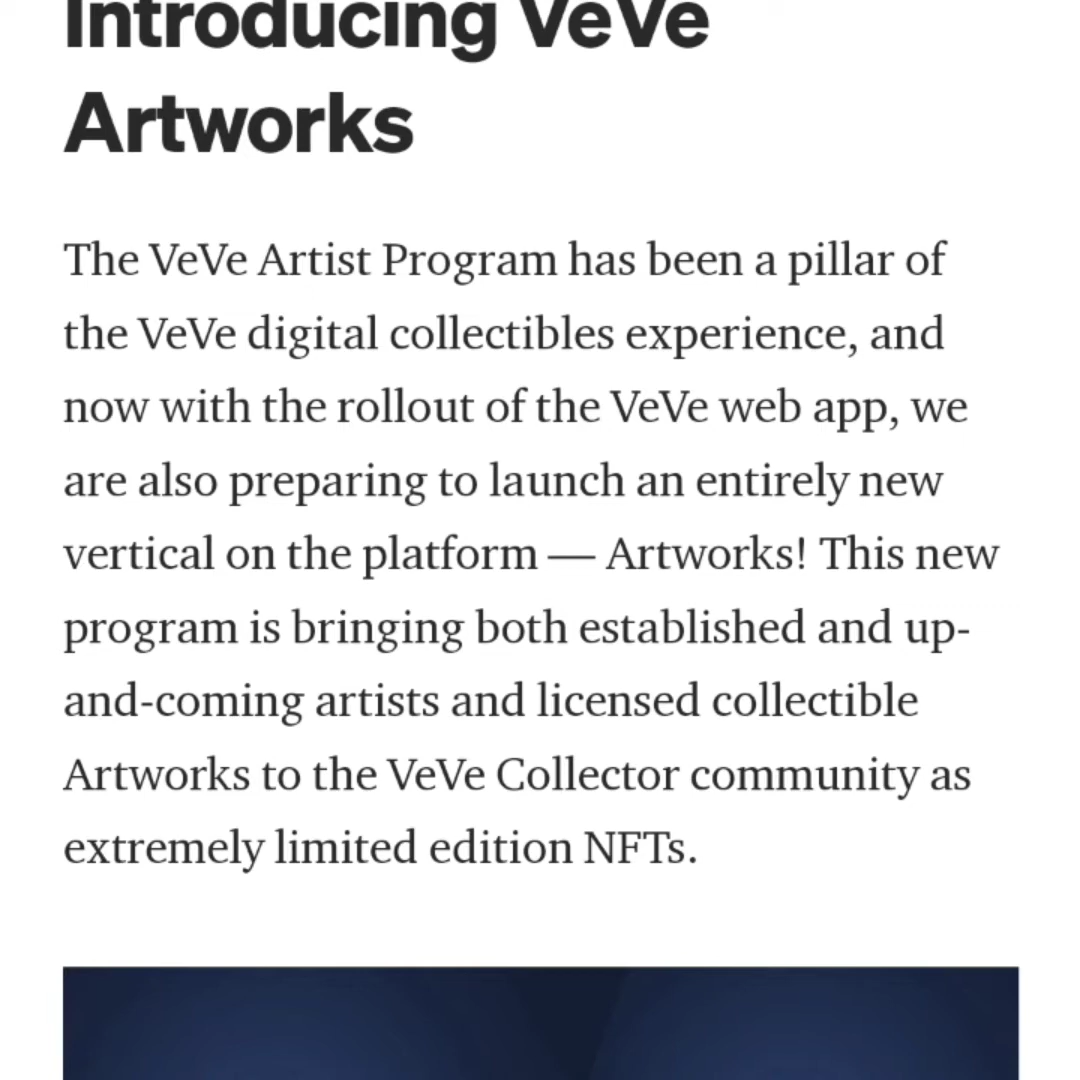 Introducing VeVe
Artworks
The VeVe Artist Program has been a pillar of
the VeVe digital collectibles experience, and
now with the rollout of the VeVe web app, we
are also preparing to launch an entirely new
vertical on the platform — Artworks! This new
program is bringing both established and up-
and-coming artists and licensed collectible
Artworks to the VeVe Collector community as
extremely limited edition NFTs.